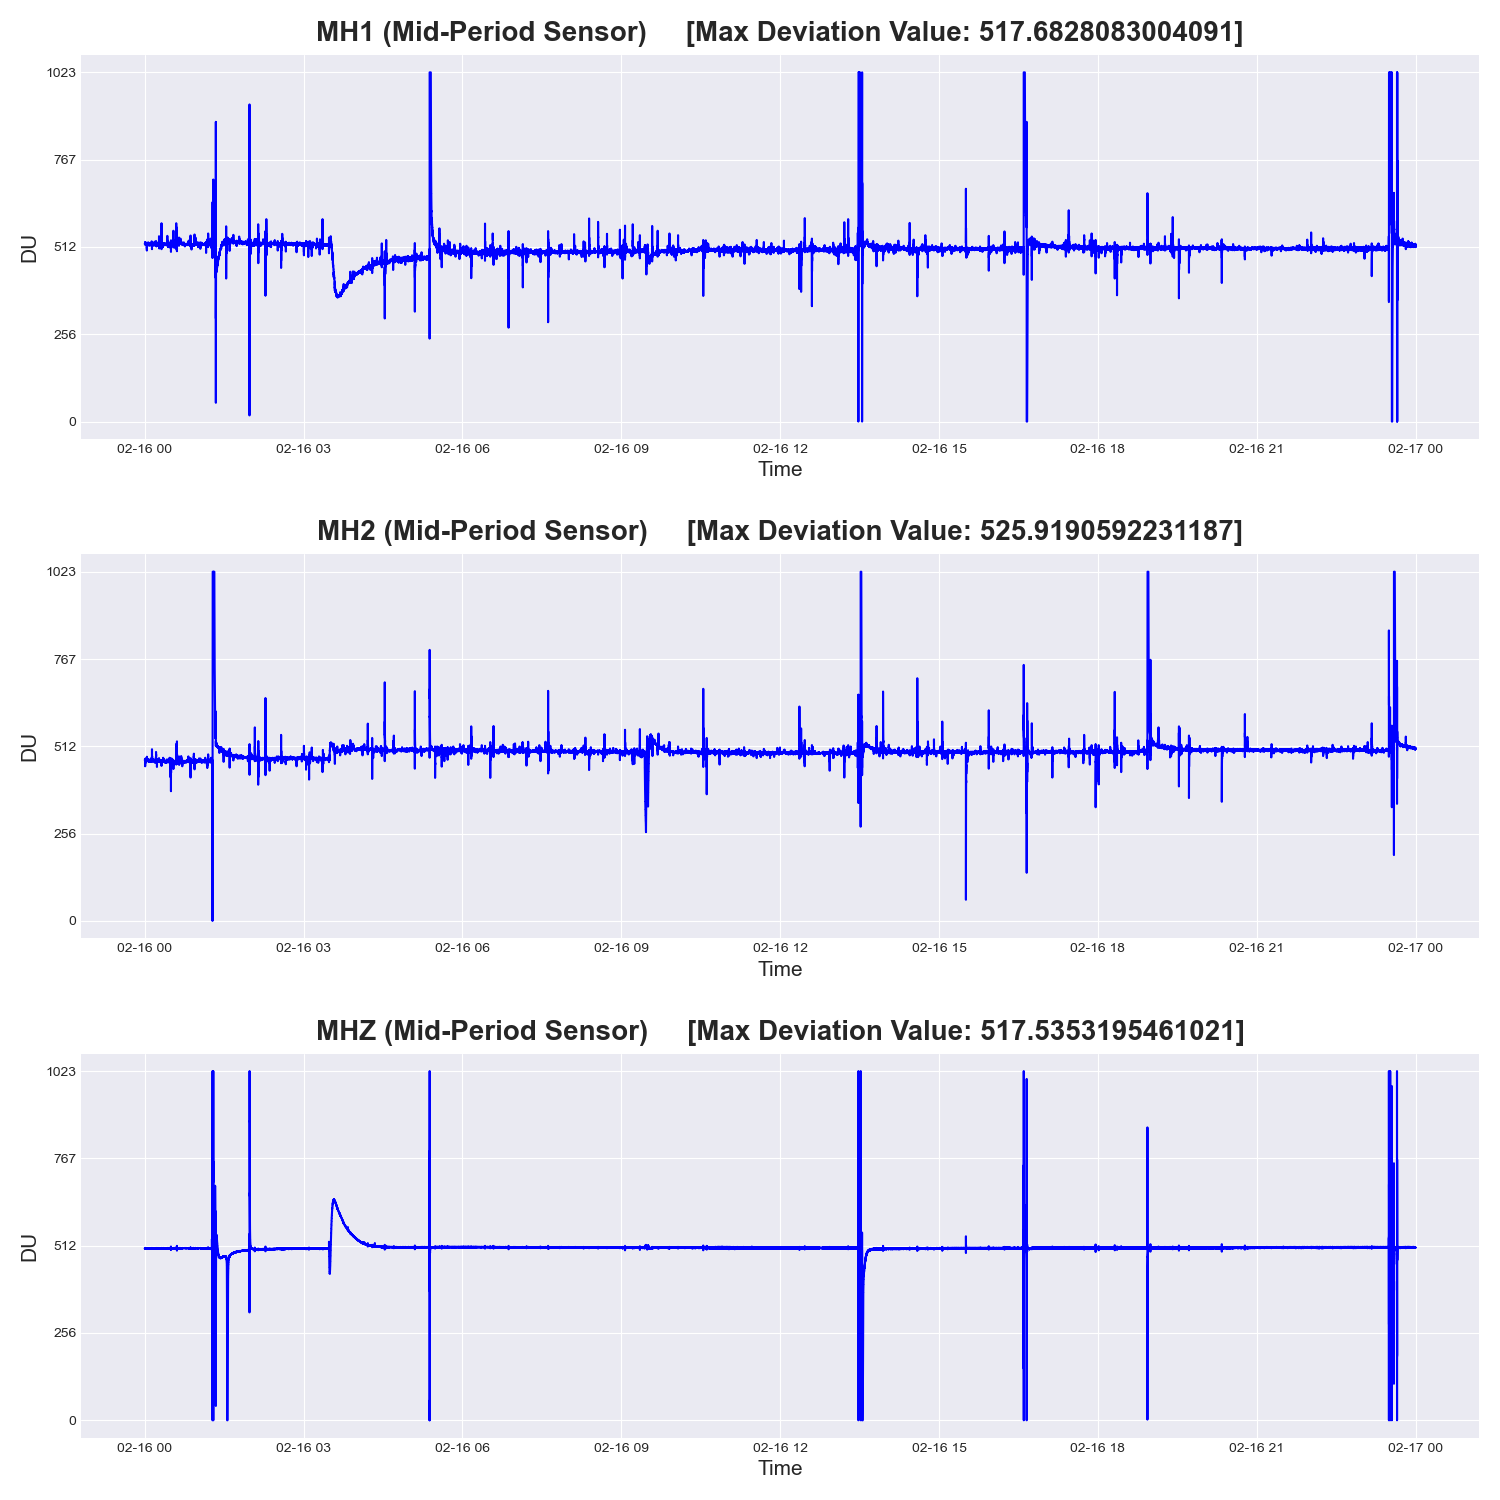 MH1 (Mid-Period Sensor) [Max Deviation Value: 517.6828083004091]
1023
767
512
256
0
DU
02-16 00 02-16 03 02-16 06 02-16 09 02-16 12 02-16 15 02-16 18 02-16 21 02-17 00
Time
MH2 (Mid-Period Sensor) [Max Deviation Value: 525.9190592231187]
1023
767
512
256
0
DU
02-16 00 02-16 03 02-16 06 02-16 09 02-16 12 02-16 15 02-16 18 02-16 21 02-17 00
Time
MHZ (Mid-Period Sensor) [Max Deviation Value: 517.5353195461021]
1023
767
512
256
0
DU
02-16 00 02-16 03 02-16 06 02-16 09 02-16 12 02-16 15 02-16 18 02-16 21 02-17 00
Time